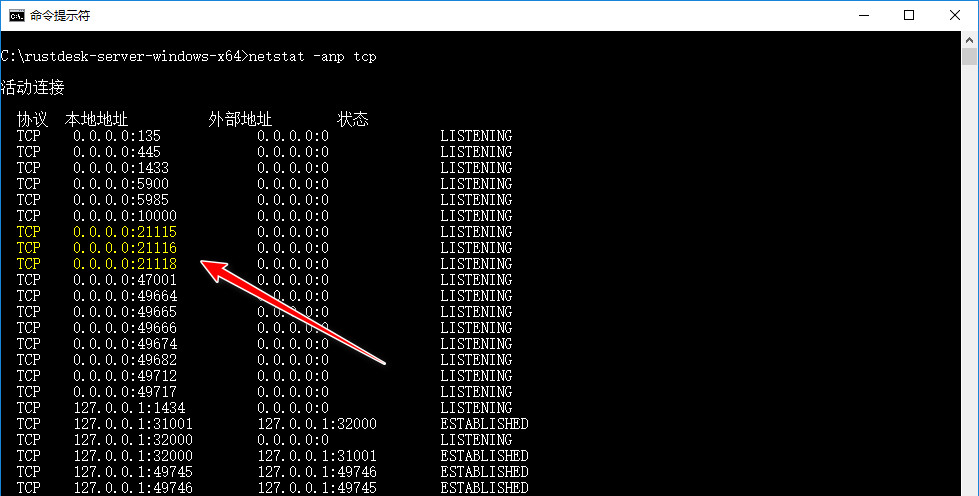 命令提示符
C:\rustdesk-server-windows-x64>netstat -anp tcp
活动连接
协议 本地地址 外部地址 状态
TCP 0.0.0.0:135 0.0.0.0:0 LISTENING
TCP 0.0.0.0:445 0.0.0.0:0 LISTENING
TCP 0.0.0.0:1433 0.0.0.0:0 LISTENING
TCP 0.0.0.0:5900 0.0.0.0:0 LISTENING
TCP 0.0.0.0:5985 0.0.0.0:0 LISTENING
TCP 0.0.0.0:10000 0.0.0.0:0 LISTENING
TCP 0.0.0.0:21115 0.0.0.0:0 LISTENING
TCP 0.0.0.0:21116 0.0.0.0:0 LISTENING
TCP 0.0.0.0:21118 0.0.0.0:0 LISTENING
TCP 0.0.0.0:47001 0.0.0.0:0 LISTENING
TCP 0.0.0.0:49664 0.0.0.0:0 LISTENING
TCP 0.0.0.0:49665 0.0.0.0:0 LISTENING
TCP 0.0.0.0:49666 0.0.0.0:0 LISTENING
TCP 0.0.0.0:49674 0.0.0.0:0 LISTENING
TCP 0.0.0.0:49682 0.0.0.0:0 LISTENING
TCP 0.0.0.0:49712 0.0.0.0:0 LISTENING
TCP 0.0.0.0:49717 0.0.0.0:0 LISTENING
TCP 127.0.0.1:1434 0.0.0.0:0 LISTENING
TCP 127.0.0.1:31001 127.0.0.1:32000 ESTABLISHED
TCP 127.0.0.1:32000 0.0.0.0:0 LISTENING
TCP 127.0.0.1:32000 127.0.0.1:31001 ESTABLISHED
TCP 127.0.0.1:49745 127.0.0.1:49746 ESTABLISHED
TCP 127.0.0.1:49746 127.0.0.1:49745 ESTABLISHED